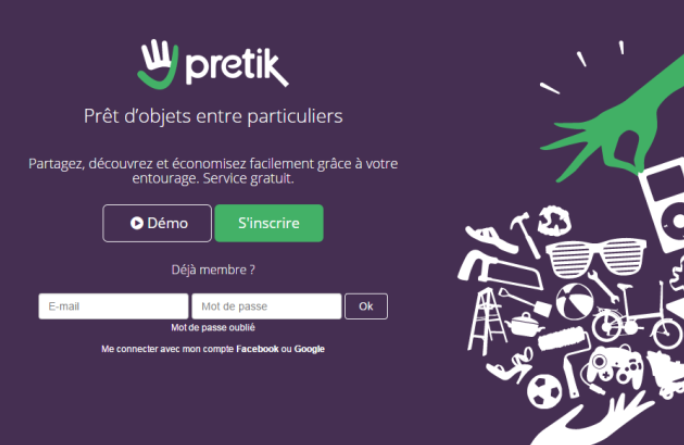 pretik
Prêt d'objets entre particuliers
Partagez, découvrez et économisez facilement grâce à votre
entourage. Service gratuit.
Démo
S'inscrire
Déjà membre ?
E-mail
Mot de passe
Ok
Mot de passe oublié
Me connecter avec mon compte Facebook ou Google